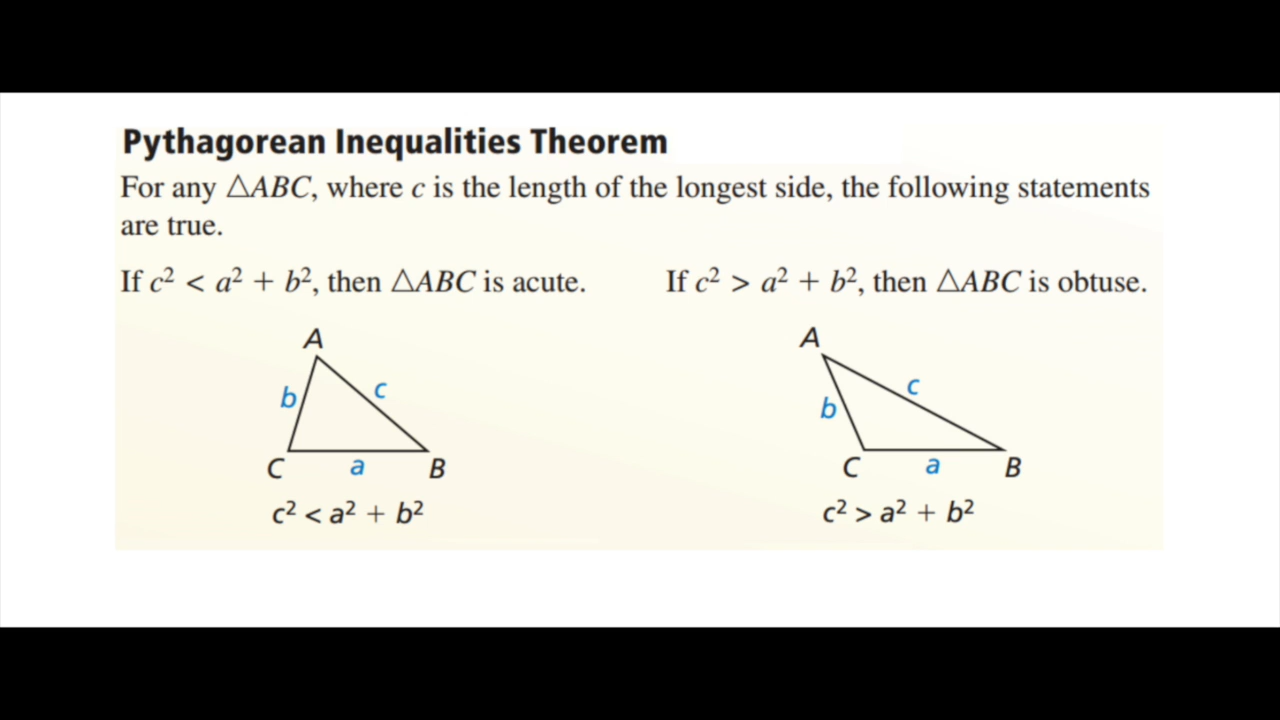 Pythagorean Inequalities Theorem
For any △ABC, where c is the length of the longest side, the following statements
are true.
If c² < a² + b², then △ABC is acute.
If c² > a² + b², then △ABC is obtuse.
A
b
c
C
a
B
c² < a² + b²
A
b
c
C
a
B
c² > a² + b²